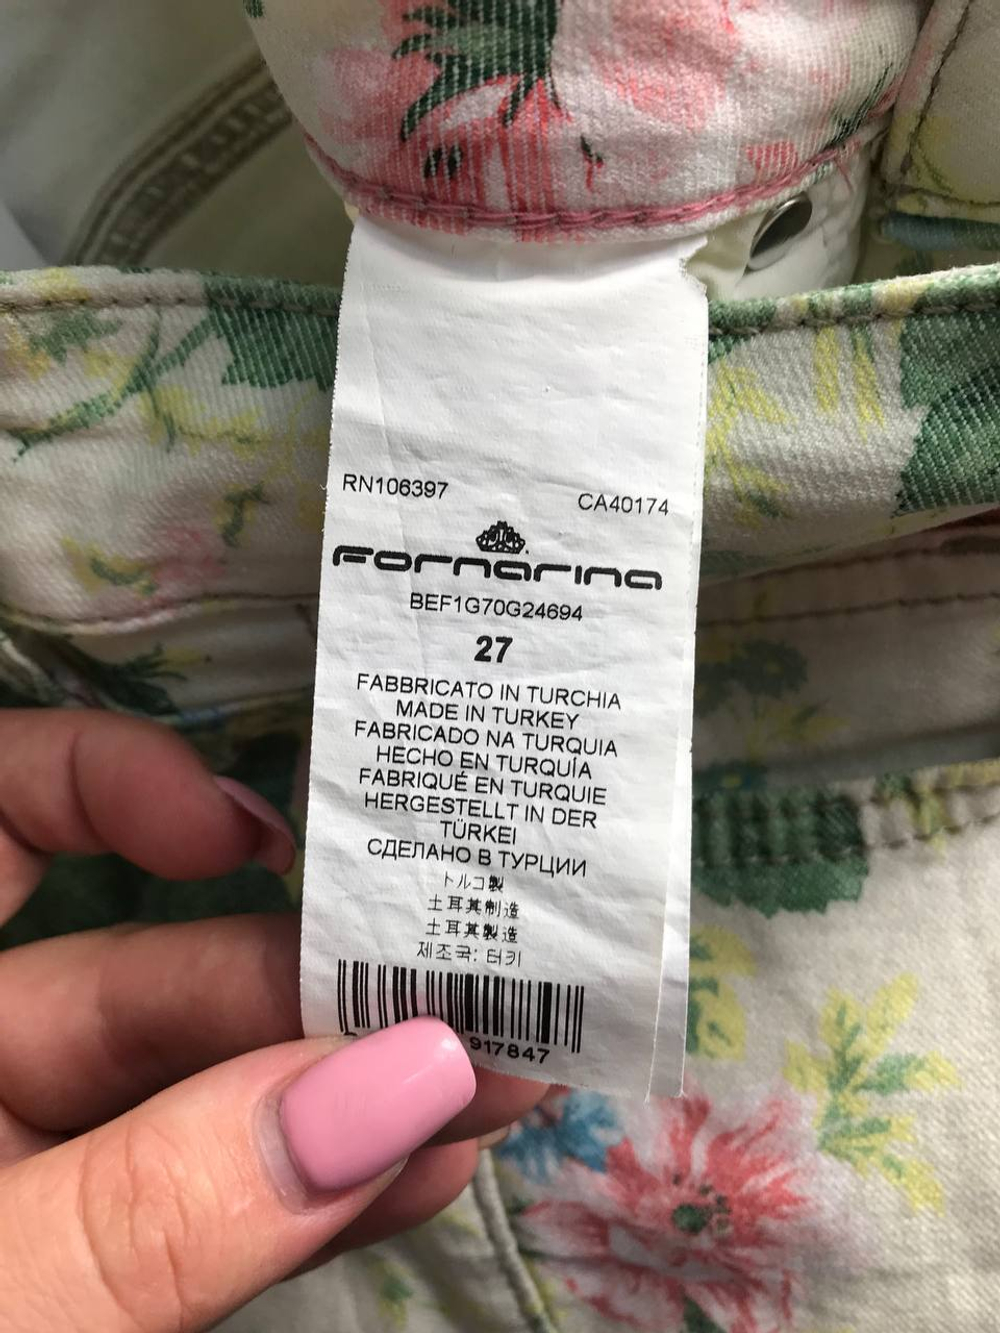 RN106397
CA40174
Fornarina
BEF1G70G24694
27
FABBRICATO IN TURCHIA
MADE IN TURKEY
FABRICADO NA TURQUIA
HECHO EN TURQUÍA
FABRIQUÉ EN TURQUIE
HERGESTELLT IN DER
TÜRKEI
СДЕЛАНО В ТУРЦИИ
トルコ製
土耳其制造
土耳其製造
제조국: 터키
917847